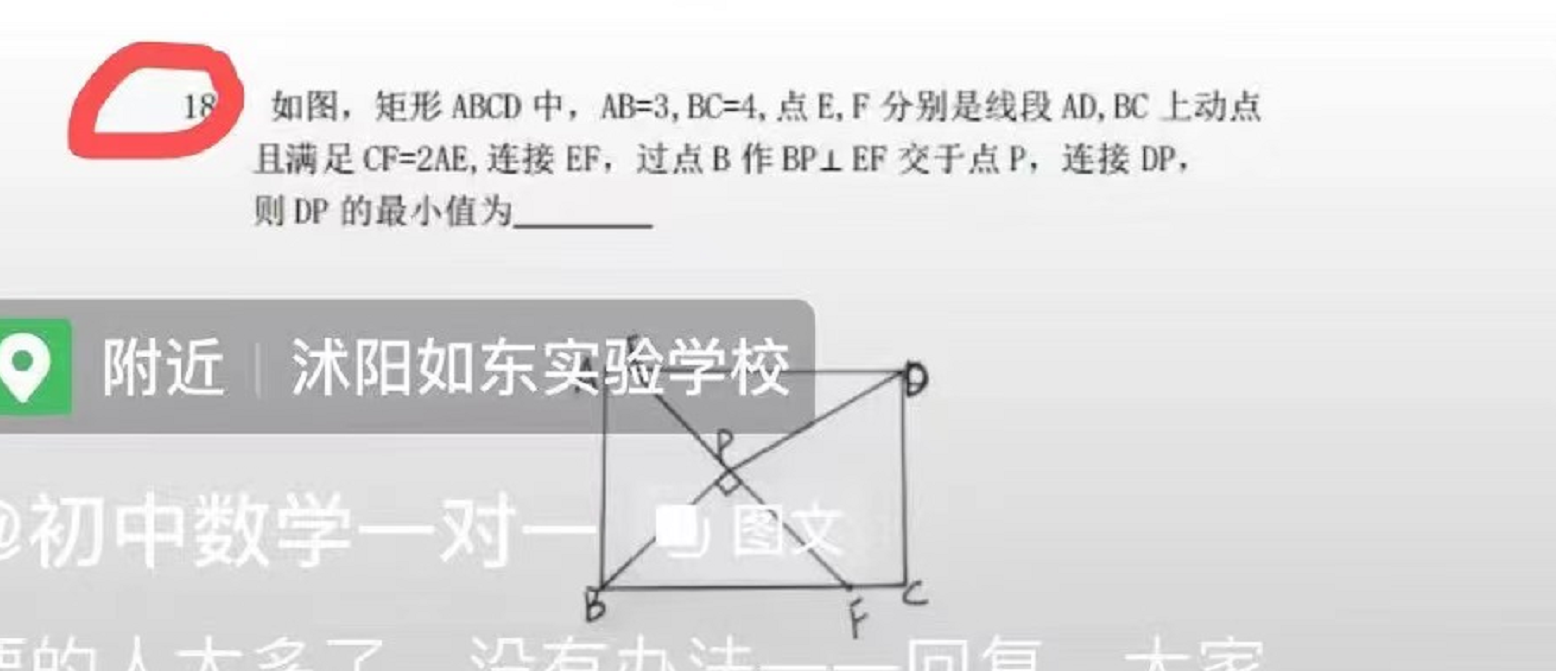 18 如图，矩形 ABCD 中，AB=3,BC=4,点 E,F 分别是线段 AD,BC 上动点
且满足 CF=2AE,连接 EF，过点 B 作 BP⊥EF 交于点 P，连接 DP，
则 DP 的最小值为______
附近 | 沭阳如东实验学校
A E D
P
@初中数学一对一 图文
B F C
的人太多了，没有办法一一回复，大家